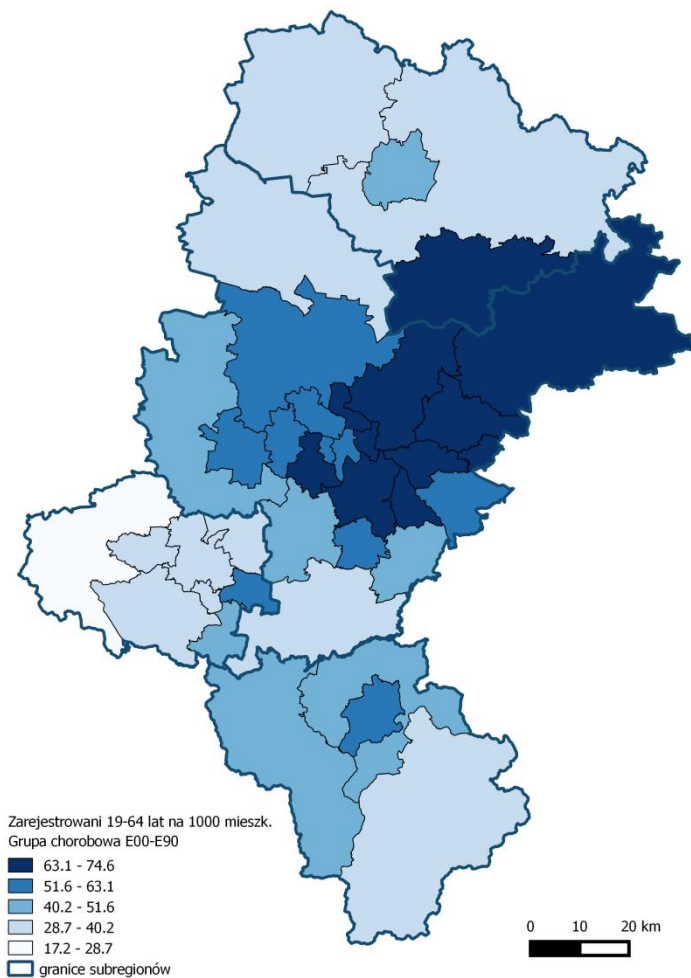 Zarejestrowani 19-64 lat na 1000 mieszk.
Grupa chorobowa E00-E90
63.1 - 74.6
51.6 - 63.1
40.2 - 51.6
28.7 - 40.2
17.2 - 28.7
granice subregionów
0 10 20 km